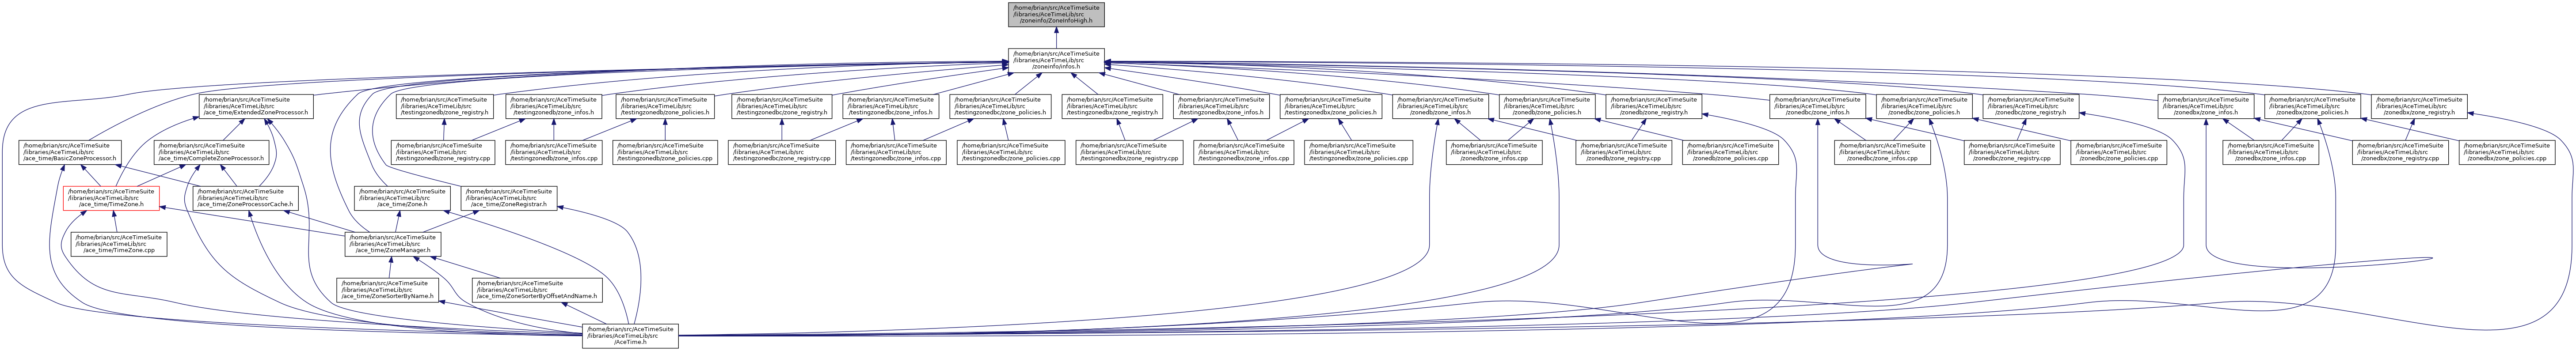 /home/brian/src/AceTimeSuite
/libraries/AceTimeLib/src
/zoneinfo/ZoneInfoHigh.h
/home/brian/src/AceTimeSuite
/libraries/AceTimeLib/src
/zoneinfo/infos.h
/home/brian/src/AceTimeSuite
/libraries/AceTimeLib/src
/ace_time/ExtendedZoneProcessor.h
/home/brian/src/AceTimeSuite
/libraries/AceTimeLib/src
/testingzonedb/zone_registry.h
/home/brian/src/AceTimeSuite
/libraries/AceTimeLib/src
/testingzonedb/zone_infos.h
/home/brian/src/AceTimeSuite
/libraries/AceTimeLib/src
/testingzonedb/zone_policies.h
/home/brian/src/AceTimeSuite
/libraries/AceTimeLib/src
/testingzonedbc/zone_registry.h
/home/brian/src/AceTimeSuite
/libraries/AceTimeLib/src
/testingzonedbc/zone_infos.h
/home/brian/src/AceTimeSuite
/libraries/AceTimeLib/src
/testingzonedbc/zone_policies.h
/home/brian/src/AceTimeSuite
/libraries/AceTimeLib/src
/testingzonedbx/zone_registry.h
/home/brian/src/AceTimeSuite
/libraries/AceTimeLib/src
/testingzonedbx/zone_infos.h
/home/brian/src/AceTimeSuite
/libraries/AceTimeLib/src
/testingzonedbx/zone_policies.h
/home/brian/src/AceTimeSuite
/libraries/AceTimeLib/src
/zonedb/zone_infos.h
/home/brian/src/AceTimeSuite
/libraries/AceTimeLib/src
/zonedb/zone_policies.h
/home/brian/src/AceTimeSuite
/libraries/AceTimeLib/src
/zonedb/zone_registry.h
/home/brian/src/AceTimeSuite
/libraries/AceTimeLib/src
/zonedbc/zone_infos.h
/home/brian/src/AceTimeSuite
/libraries/AceTimeLib/src
/zonedbc/zone_policies.h
/home/brian/src/AceTimeSuite
/libraries/AceTimeLib/src
/zonedbc/zone_registry.h
/home/brian/src/AceTimeSuite
/libraries/AceTimeLib/src
/zonedbx/zone_infos.h
/home/brian/src/AceTimeSuite
/libraries/AceTimeLib/src
/zonedbx/zone_policies.h
/home/brian/src/AceTimeSuite
/libraries/AceTimeLib/src
/zonedbx/zone_registry.h
/home/brian/src/AceTimeSuite
/libraries/AceTimeLib/src
/ace_time/BasicZoneProcessor.h
/home/brian/src/AceTimeSuite
/libraries/AceTimeLib/src
/ace_time/CompleteZoneProcessor.h
/home/brian/src/AceTimeSuite
/libraries/AceTimeLib/src
/testingzonedb/zone_registry.cpp
/home/brian/src/AceTimeSuite
/libraries/AceTimeLib/src
/testingzonedb/zone_infos.cpp
/home/brian/src/AceTimeSuite
/libraries/AceTimeLib/src
/testingzonedb/zone_policies.cpp
/home/brian/src/AceTimeSuite
/libraries/AceTimeLib/src
/testingzonedbc/zone_registry.cpp
/home/brian/src/AceTimeSuite
/libraries/AceTimeLib/src
/testingzonedbc/zone_infos.cpp
/home/brian/src/AceTimeSuite
/libraries/AceTimeLib/src
/testingzonedbc/zone_policies.cpp
/home/brian/src/AceTimeSuite
/libraries/AceTimeLib/src
/testingzonedbx/zone_registry.cpp
/home/brian/src/AceTimeSuite
/libraries/AceTimeLib/src
/testingzonedbx/zone_infos.cpp
/home/brian/src/AceTimeSuite
/libraries/AceTimeLib/src
/testingzonedbx/zone_policies.cpp
/home/brian/src/AceTimeSuite
/libraries/AceTimeLib/src
/zonedb/zone_infos.cpp
/home/brian/src/AceTimeSuite
/libraries/AceTimeLib/src
/zonedb/zone_registry.cpp
/home/brian/src/AceTimeSuite
/libraries/AceTimeLib/src
/zonedb/zone_policies.cpp
/home/brian/src/AceTimeSuite
/libraries/AceTimeLib/src
/zonedbc/zone_infos.cpp
/home/brian/src/AceTimeSuite
/libraries/AceTimeLib/src
/zonedbc/zone_registry.cpp
/home/brian/src/AceTimeSuite
/libraries/AceTimeLib/src
/zonedbc/zone_policies.cpp
/home/brian/src/AceTimeSuite
/libraries/AceTimeLib/src
/zonedbx/zone_infos.cpp
/home/brian/src/AceTimeSuite
/libraries/AceTimeLib/src
/zonedbx/zone_registry.cpp
/home/brian/src/AceTimeSuite
/libraries/AceTimeLib/src
/zonedbx/zone_policies.cpp
/home/brian/src/AceTimeSuite
/libraries/AceTimeLib/src
/ace_time/TimeZone.h
/home/brian/src/AceTimeSuite
/libraries/AceTimeLib/src
/ace_time/ZoneProcessorCache.h
/home/brian/src/AceTimeSuite
/libraries/AceTimeLib/src
/ace_time/Zone.h
/home/brian/src/AceTimeSuite
/libraries/AceTimeLib/src
/ace_time/ZoneRegistrar.h
/home/brian/src/AceTimeSuite
/libraries/AceTimeLib/src
/ace_time/TimeZone.cpp
/home/brian/src/AceTimeSuite
/libraries/AceTimeLib/src
/ace_time/ZoneManager.h
/home/brian/src/AceTimeSuite
/libraries/AceTimeLib/src
/ace_time/ZoneSorterByName.h
/home/brian/src/AceTimeSuite
/libraries/AceTimeLib/src
/ace_time/ZoneSorterByOffsetAndName.h
/home/brian/src/AceTimeSuite
/libraries/AceTimeLib/src
/AceTime.h